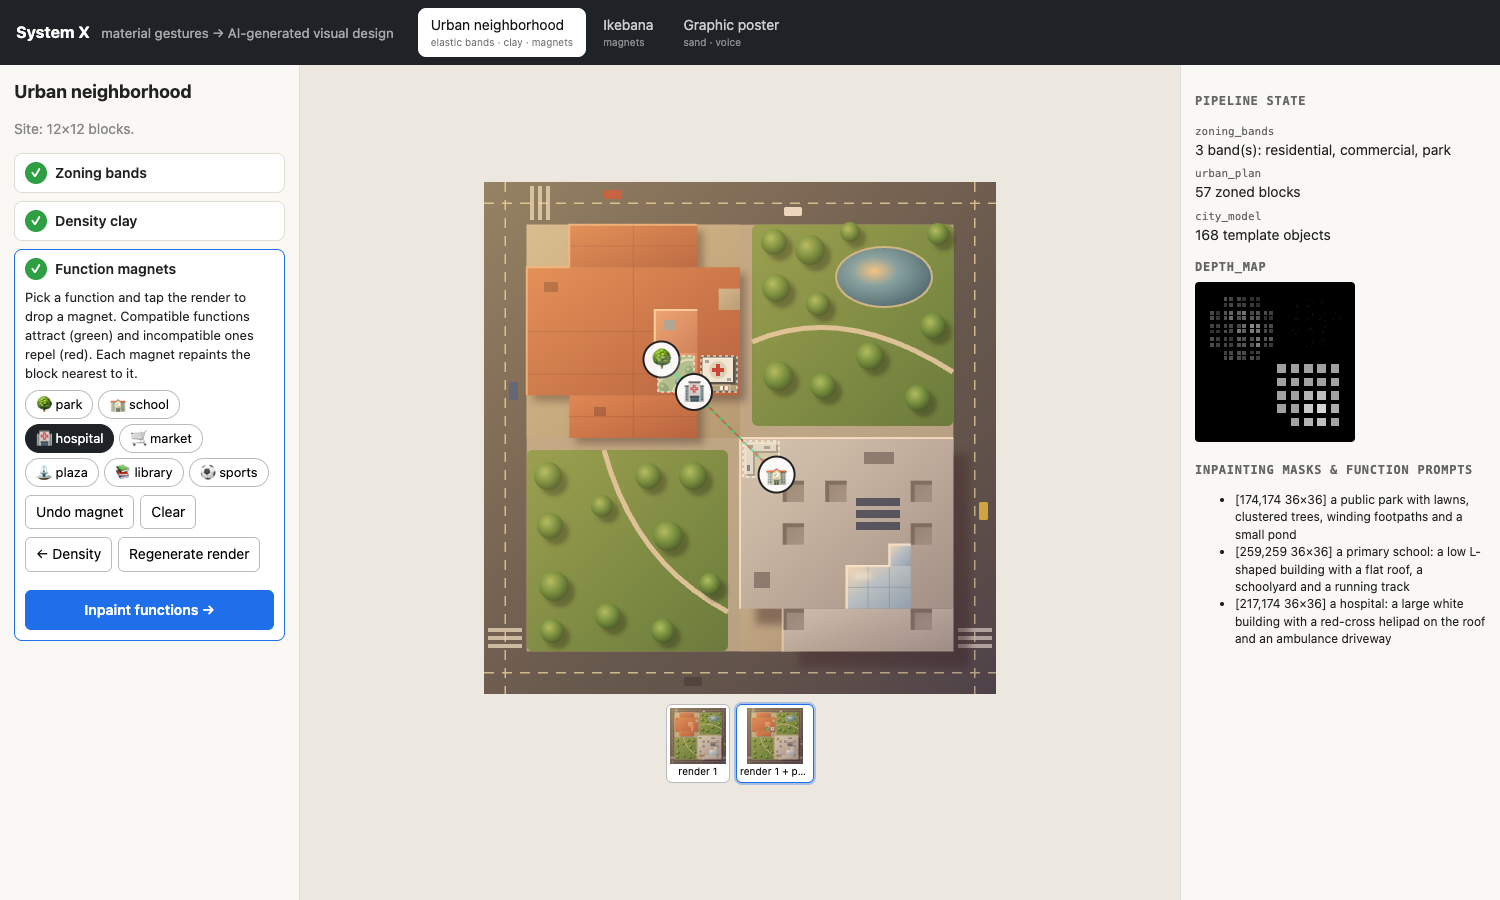 System X material gestures → AI-generated visual design
Urban neighborhood
elastic bands · clay · magnets
Ikebana
magnets
Graphic poster
sand · voice
Urban neighborhood
Site: 12×12 blocks.
Zoning bands
Density clay
Function magnets
Pick a function and tap the render to
drop a magnet. Compatible functions
attract (green) and incompatible ones
repel (red). Each magnet repaints the
block nearest to it.
park
school
hospital
market
plaza
library
sports
Undo magnet
Clear
← Density
Regenerate render
Inpaint functions →
render 1
render 1 + p...
PIPELINE STATE
zoning_bands
3 band(s): residential, commercial, park
urban_plan
57 zoned blocks
city_model
168 template objects
DEPTH_MAP
INPAINTING MASKS & FUNCTION PROMPTS
• [174,174 36×36] a public park with lawns,
clustered trees, winding footpaths and a
small pond
• [259,259 36×36] a primary school: a low L-
shaped building with a flat roof, a
schoolyard and a running track
• [217,174 36×36] a hospital: a large white
building with a red-cross helipad on the roof
and an ambulance driveway